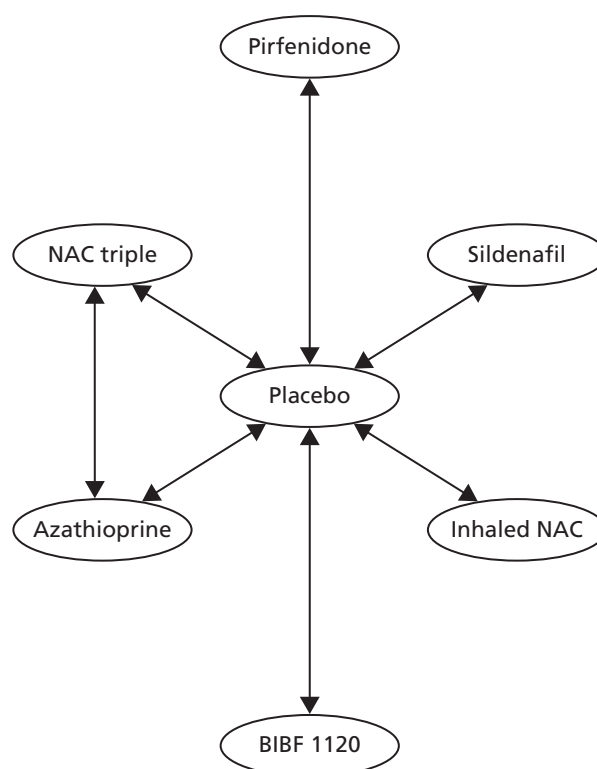 Pirfenidone
NAC triple
Sildenafil
Placebo
Azathioprine
Inhaled NAC
BIBF 1120